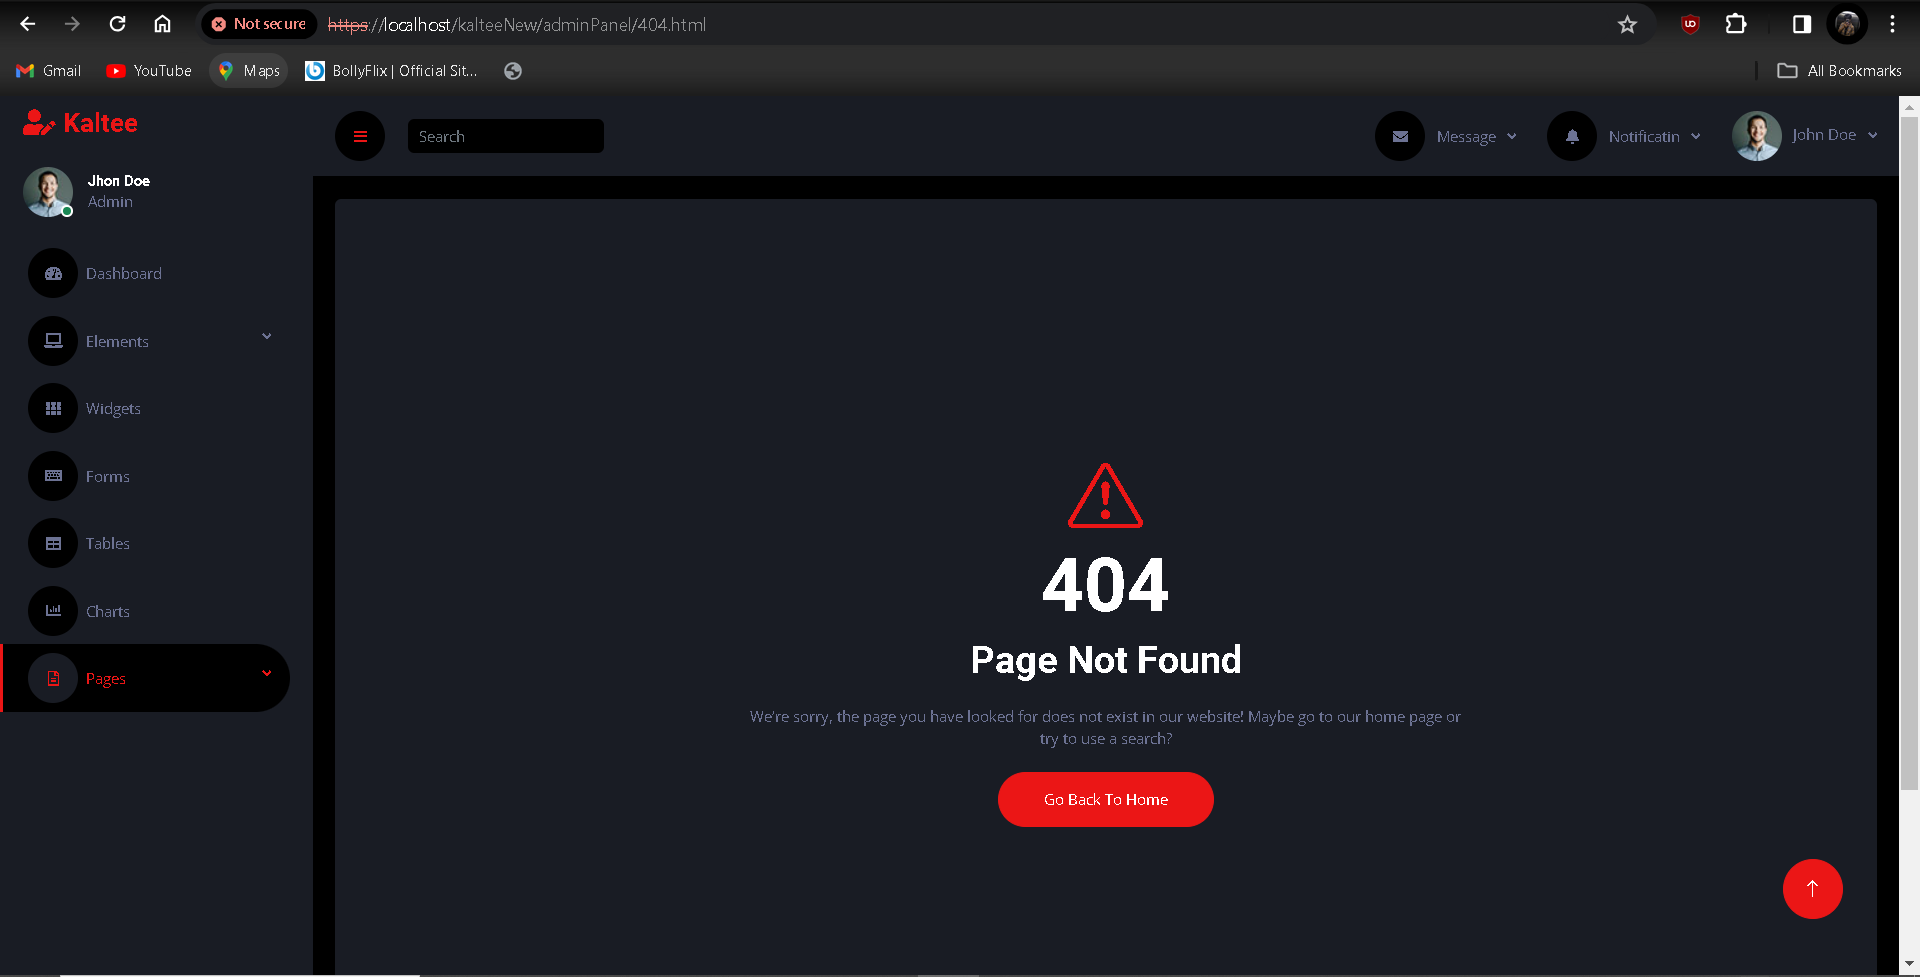 Not secure https://localhost/kalteeNew/adminPanel/404.html
Gmail YouTube Maps BollyFlix | Official Sit... All Bookmarks
Kaltee
Search Message Notificatin John Doe
Jhon Doe
Admin
Dashboard
Elements
Widgets
Forms
Tables
Charts
Pages
404
Page Not Found
We're sorry, the page you have looked for does not exist in our website! Maybe go to our home page or
try to use a search?
Go Back To Home